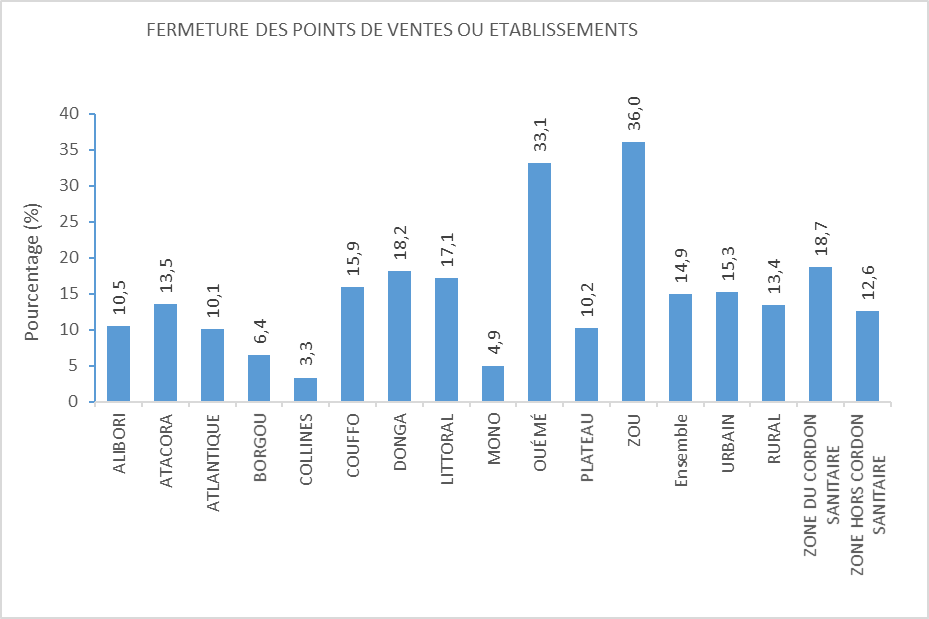 FERMETURE DES POINTS DE VENTES OU ETABLISSEMENTS
Pourcentage (%)
40
35
30
25
20
15
10
5
0
10,5
13,5
10,1
6,4
3,3
15,9
18,2
17,1
4,9
33,1
10,2
36,0
14,9
15,3
13,4
18,7
12,6
ALIBORI
ATACORA
ATLANTIQUE
BORGOU
COLLINES
COUFFO
DONGA
LITTORAL
MONO
OUÉMÉ
PLATEAU
ZOU
Ensemble
URBAIN
RURAL
ZONE DU CORDON
SANITAIRE
ZONE HORS CORDON
SANITAIRE